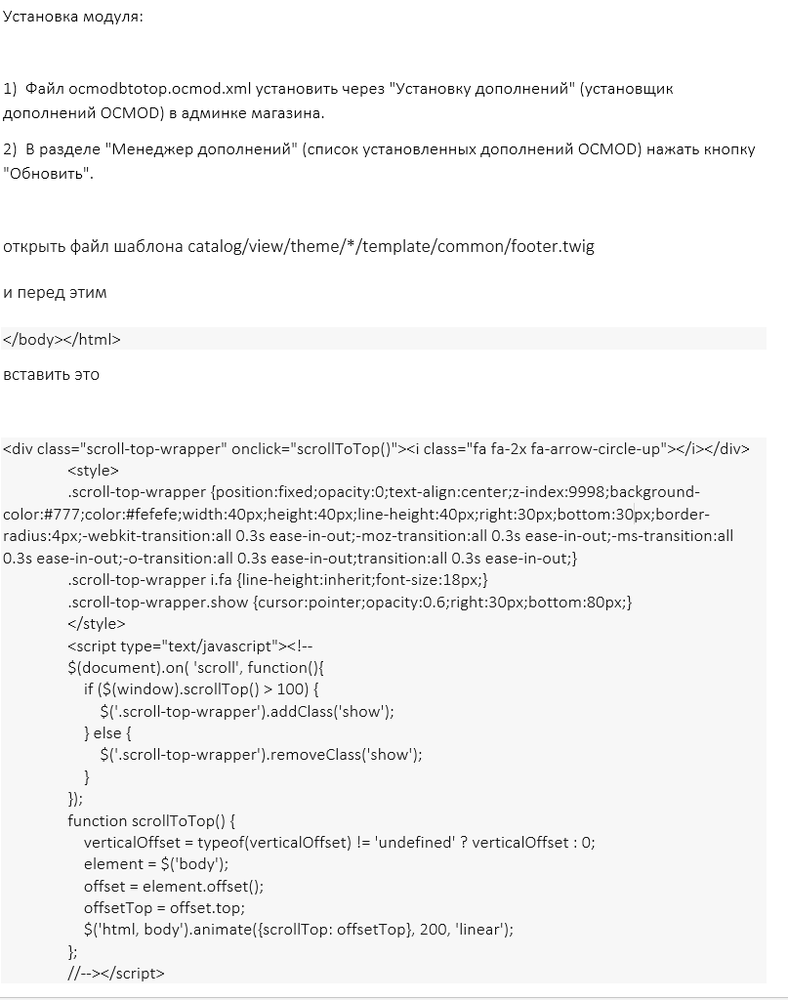 Установка модуля:
1) Файл ocmodbtotop.ocmod.xml установить через "Установку дополнений" (установщик
дополнений OCMOD) в админке магазина.
2) В разделе "Менеджер дополнений" (список установленных дополнений OCMOD) нажать кнопку
"Обновить".
открыть файл шаблона catalog/view/theme/*/template/common/footer.twig
и перед этим
</body></html>
вставить это
<div class="scroll-top-wrapper" onclick="scrollToTop()"><i class="fa fa-2x fa-arrow-circle-up"></i></div>
<style>
.scroll-top-wrapper {position:fixed;opacity:0;text-align:center;z-index:9998;background-
color:#777;color:#fefefe;width:40px;height:40px;line-height:40px;right:30px;bottom:30px;border-
radius:4px;-webkit-transition:all 0.3s ease-in-out;-moz-transition:all 0.3s ease-in-out;-ms-transition:all
0.3s ease-in-out;-o-transition:all 0.3s ease-in-out;transition:all 0.3s ease-in-out;}
.scroll-top-wrapper i.fa {line-height:inherit;font-size:18px;}
.scroll-top-wrapper.show {cursor:pointer;opacity:0.6;right:30px;bottom:80px;}
</style>
<script type="text/javascript"><!--
$(document).on( 'scroll', function(){
if ($(window).scrollTop() > 100) {
$('.scroll-top-wrapper').addClass('show');
} else {
$('.scroll-top-wrapper').removeClass('show');
}
});
function scrollToTop() {
verticalOffset = typeof(verticalOffset) != 'undefined' ? verticalOffset : 0;
element = $('body');
offset = element.offset();
offsetTop = offset.top;
$('html, body').animate({scrollTop: offsetTop}, 200, 'linear');
};
//--></script>